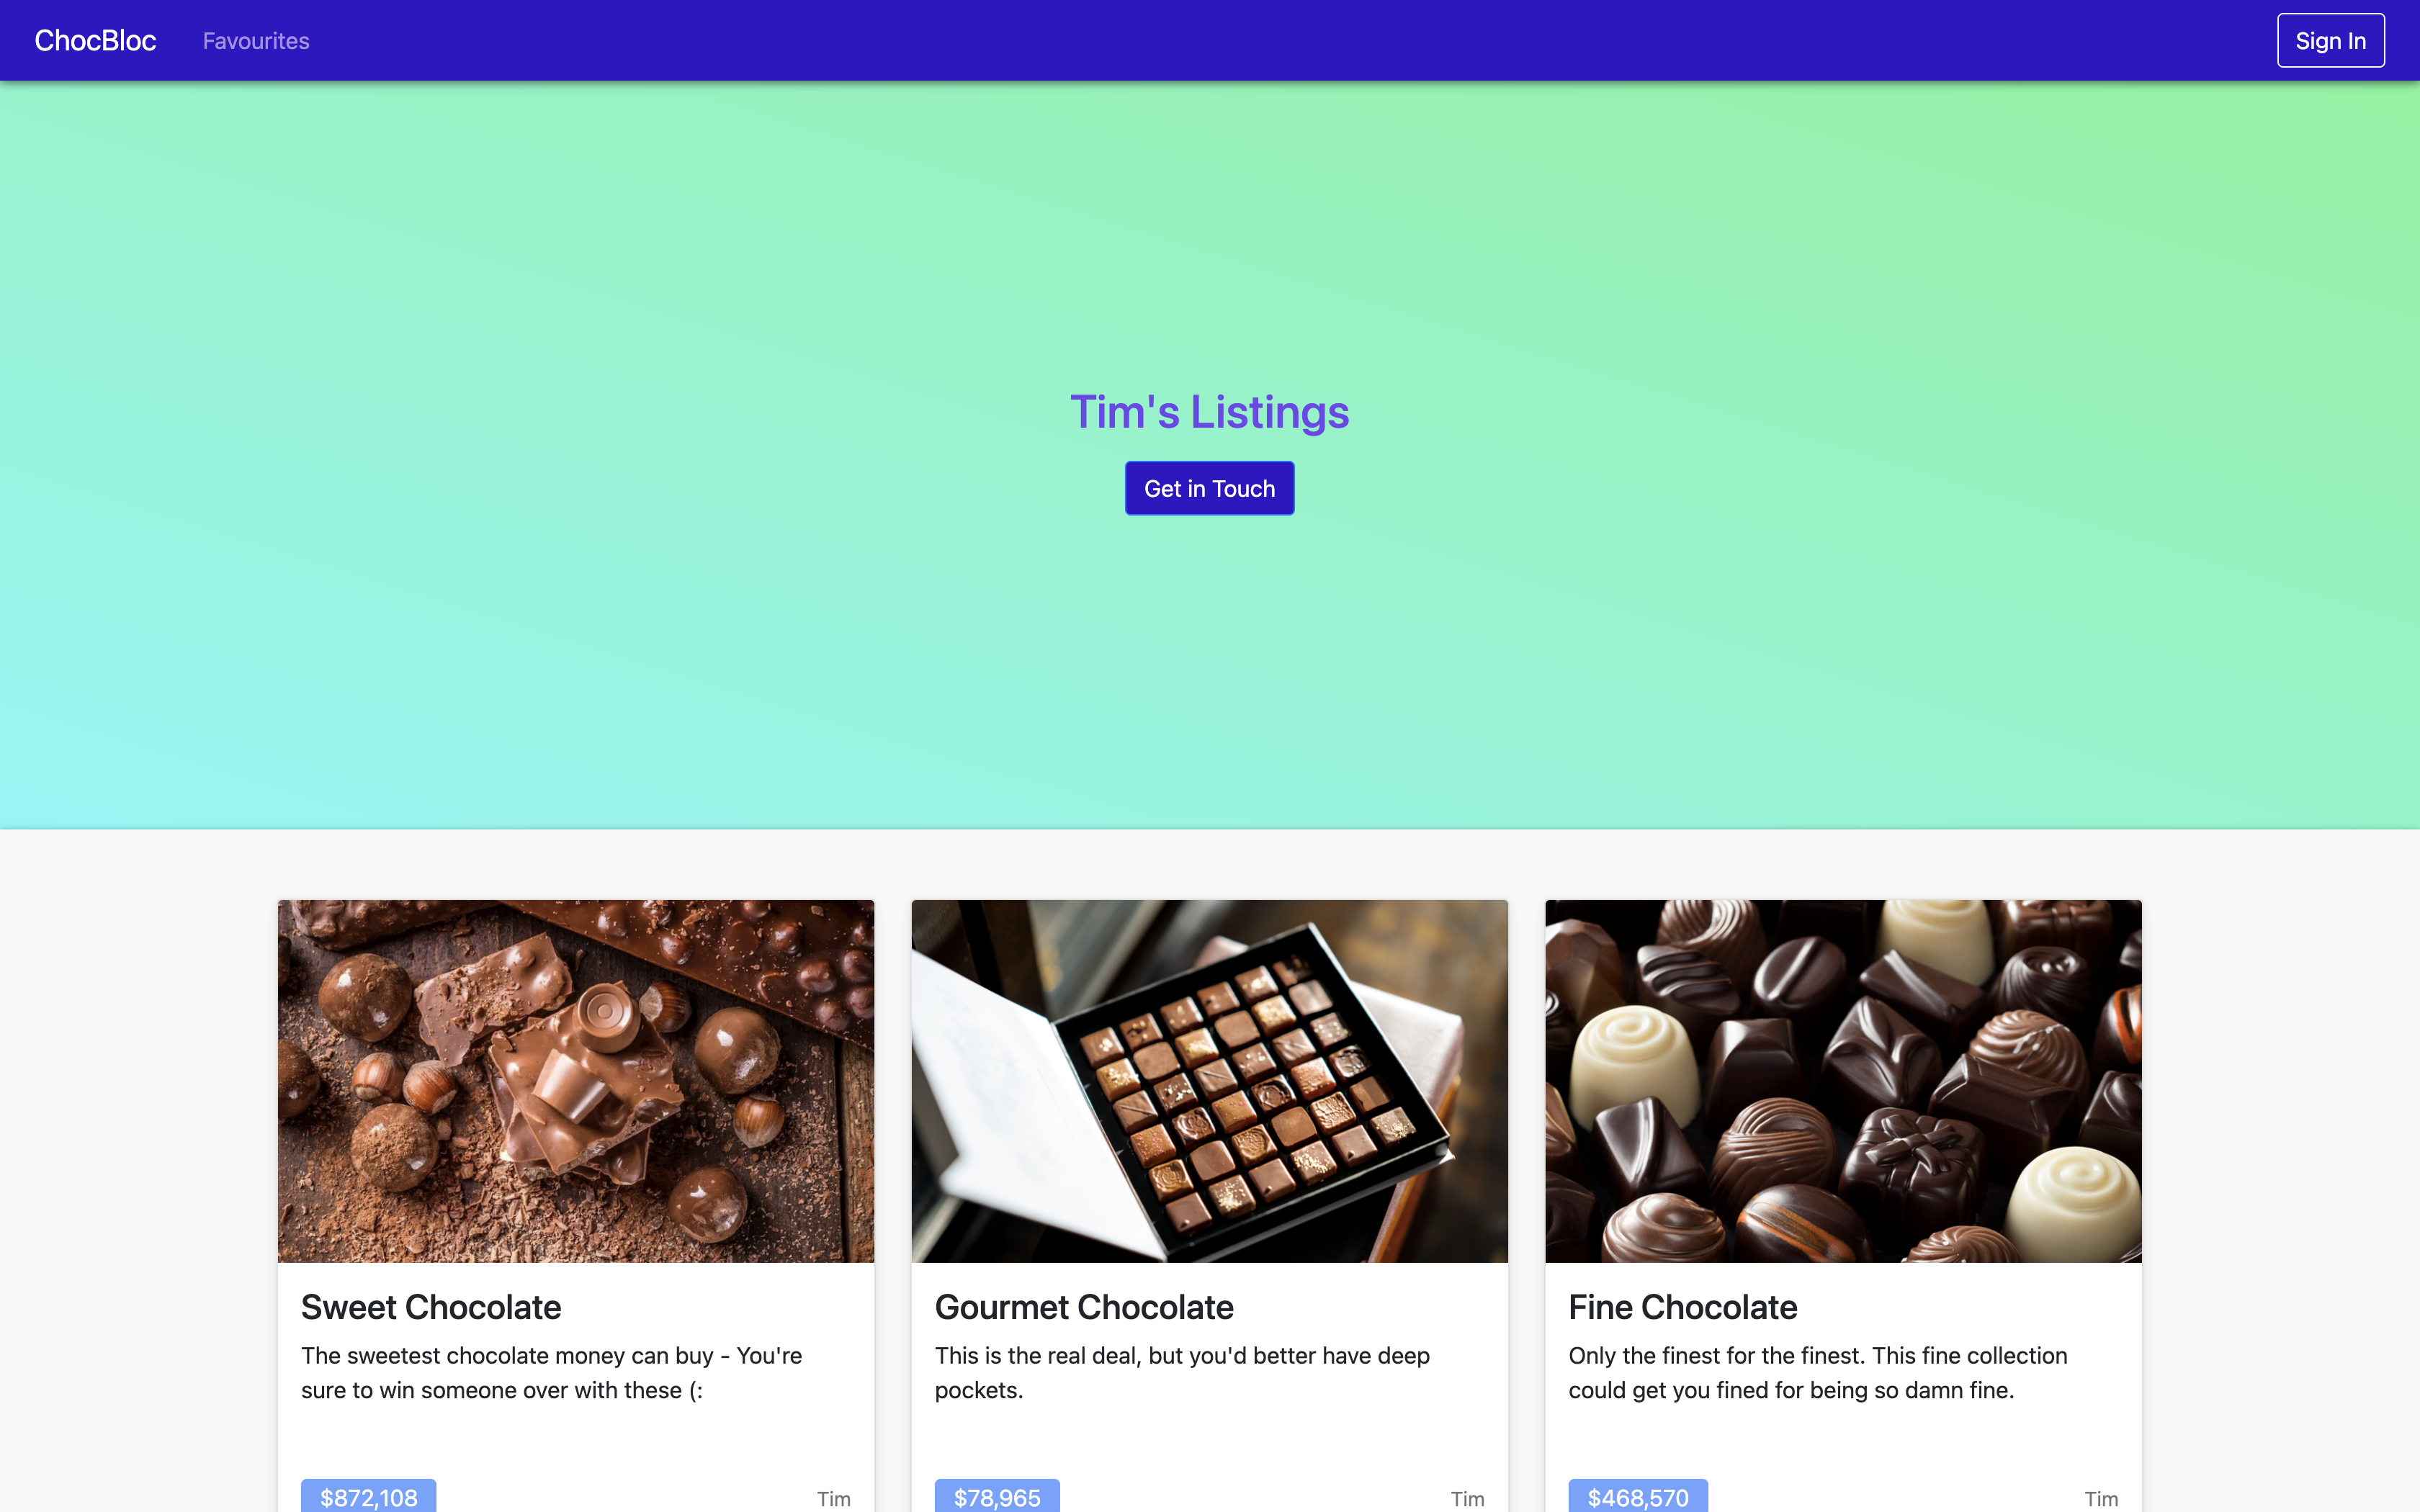 ChocBloc Favourites Sign In
Tim's Listings
Get in Touch
Sweet Chocolate
The sweetest chocolate money can buy - You're
sure to win someone over with these (:
$872,108 Tim
Gourmet Chocolate
This is the real deal, but you'd better have deep
pockets.
$78,965 Tim
Fine Chocolate
Only the finest for the finest. This fine collection
could get you fined for being so damn fine.
$468,570 Tim